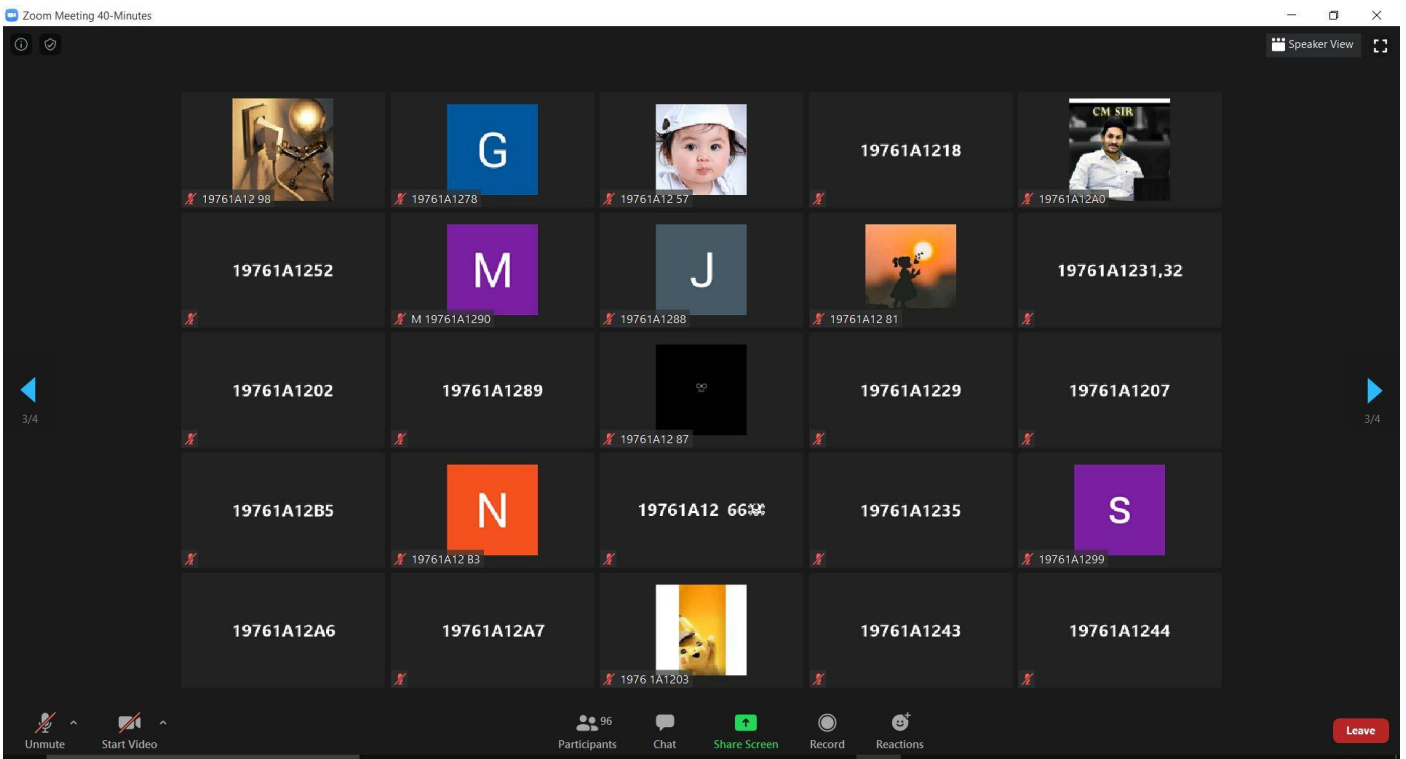 Zoom Meeting 40-Minutes
Speaker View
19761A12 98
G
19761A1278
19761A12 57
19761A1218
CM SIR
19761A12A0
19761A1252
M
M 19761A1290
J
19761A1288
19761A12 81
19761A1231,32
19761A1202
19761A1289
19761A12 87
19761A1229
19761A1207
3/4
3/4
19761A12B5
N
19761A12 B3
19761A12 66☠
19761A1235
S
19761A1299
19761A12A6
19761A12A7
1976 1A1203
19761A1243
19761A1244
Unmute
Start Video
96
Participants
Chat
Share Screen
Record
Reactions
Leave